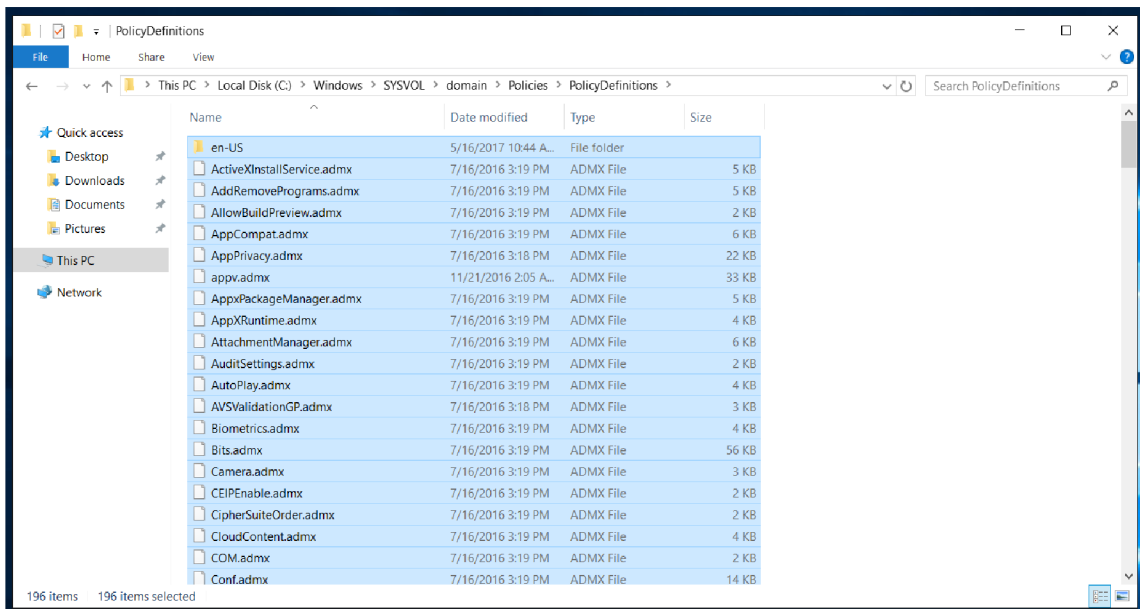 PolicyDefinitions
File Home Share View
This PC > Local Disk (C:) > Windows > SYSVOL > domain > Policies > PolicyDefinitions > Search PolicyDefinitions
Name Date modified Type Size
Quick access
Desktop
Downloads
Documents
Pictures
This PC
Network
en-US 5/16/2017 10:44 A... File folder
ActiveXInstallService.admx 7/16/2016 3:19 PM ADMX File 5 KB
AddRemovePrograms.admx 7/16/2016 3:19 PM ADMX File 5 KB
AllowBuildPreview.admx 7/16/2016 3:19 PM ADMX File 2 KB
AppCompat.admx 7/16/2016 3:19 PM ADMX File 6 KB
AppPrivacy.admx 7/16/2016 3:18 PM ADMX File 22 KB
appv.admx 11/21/2016 2:05 A... ADMX File 33 KB
AppxPackageManager.admx 7/16/2016 3:19 PM ADMX File 5 KB
AppXRuntime.admx 7/16/2016 3:19 PM ADMX File 4 KB
AttachmentManager.admx 7/16/2016 3:19 PM ADMX File 6 KB
AuditSettings.admx 7/16/2016 3:19 PM ADMX File 2 KB
AutoPlay.admx 7/16/2016 3:19 PM ADMX File 4 KB
AVSValidationGP.admx 7/16/2016 3:18 PM ADMX File 3 KB
Biometrics.admx 7/16/2016 3:19 PM ADMX File 4 KB
Bits.admx 7/16/2016 3:19 PM ADMX File 56 KB
Camera.admx 7/16/2016 3:19 PM ADMX File 3 KB
CEIPEnable.admx 7/16/2016 3:19 PM ADMX File 2 KB
CipherSuiteOrder.admx 7/16/2016 3:19 PM ADMX File 2 KB
CloudContent.admx 7/16/2016 3:19 PM ADMX File 4 KB
COM.admx 7/16/2016 3:19 PM ADMX File 2 KB
Conf.admx 7/16/2016 3:19 PM ADMX File 14 KB
196 items 196 items selected